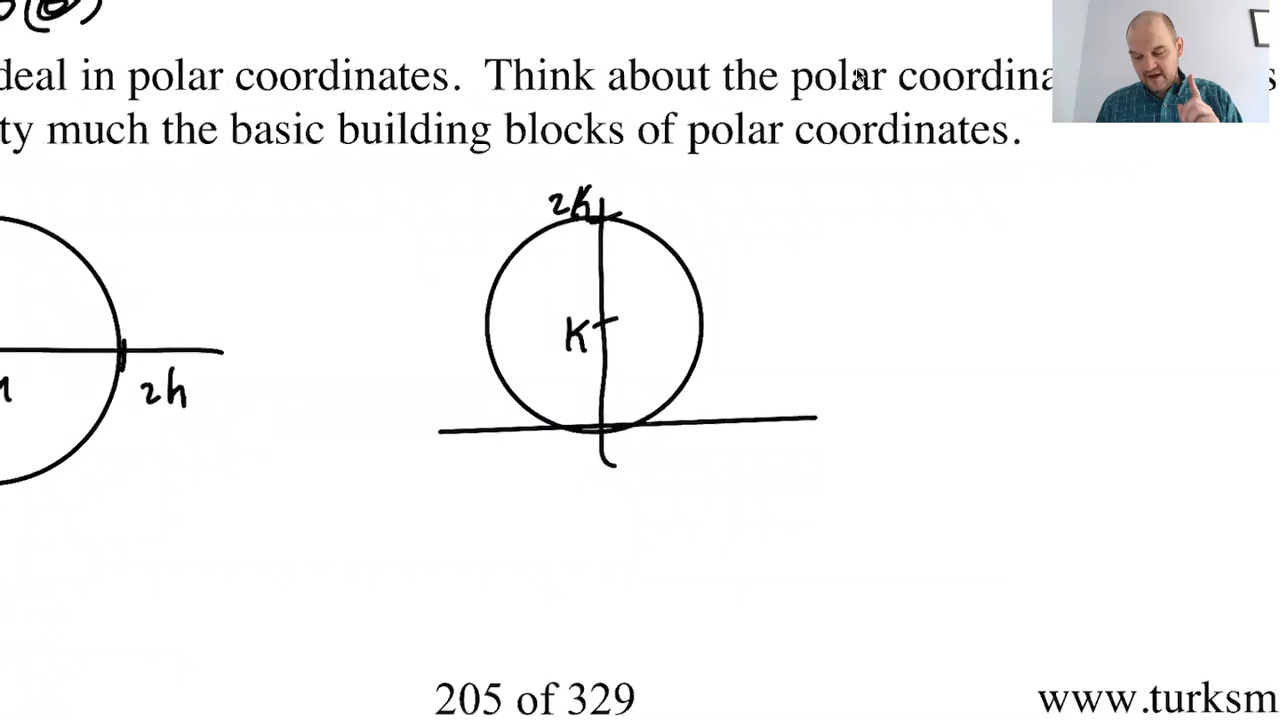 deal in polar coordinates. Think about the polar coordina
ty much the basic building blocks of polar coordinates.
2K
K
2h
205 of 329
www.turksm